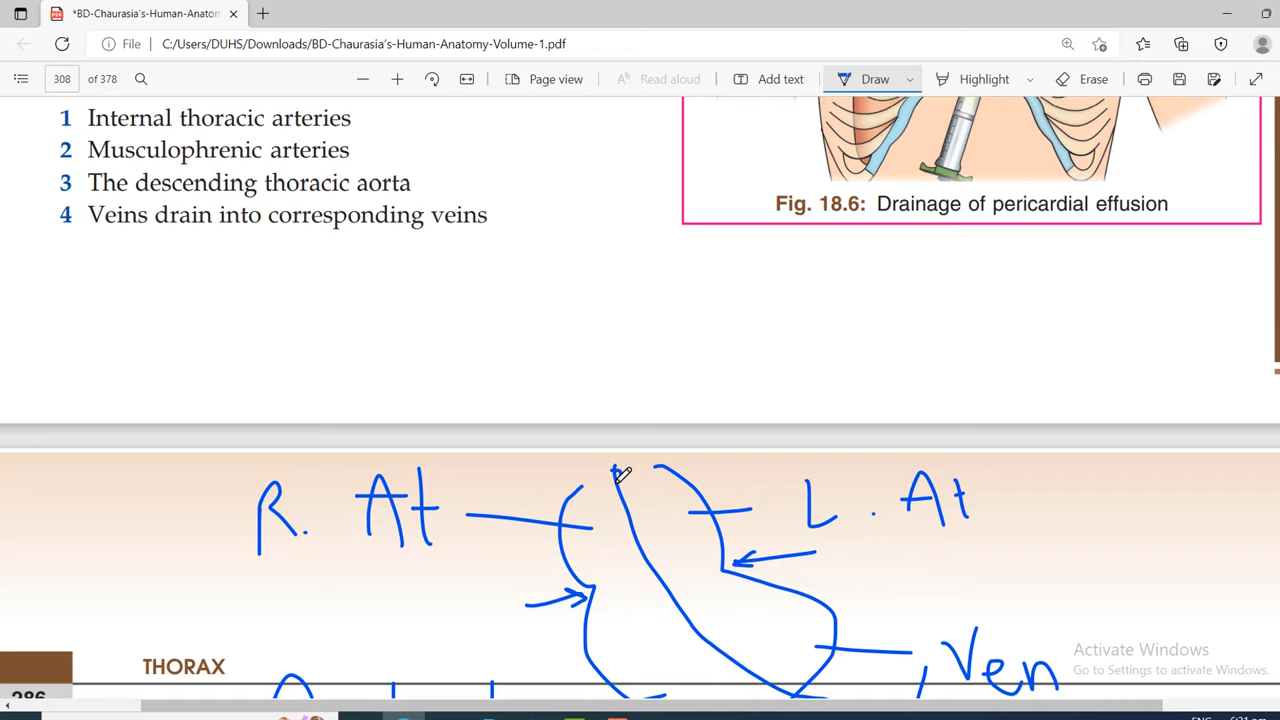 *BD-Chaurasia's-Human-Anatomy
File C:/Users/DUHS/Downloads/BD-Chaurasia's-Human-Anatomy-Volume-1.pdf
308 of 378 Page view Read aloud Add text Draw Highlight Erase
1 Internal thoracic arteries
2 Musculophrenic arteries
3 The descending thoracic aorta
4 Veins drain into corresponding veins
Fig. 18.6: Drainage of pericardial effusion
R. At L. At
Ven
THORAX
286
Activate Windows
Go to Settings to activate Windows.
ENG